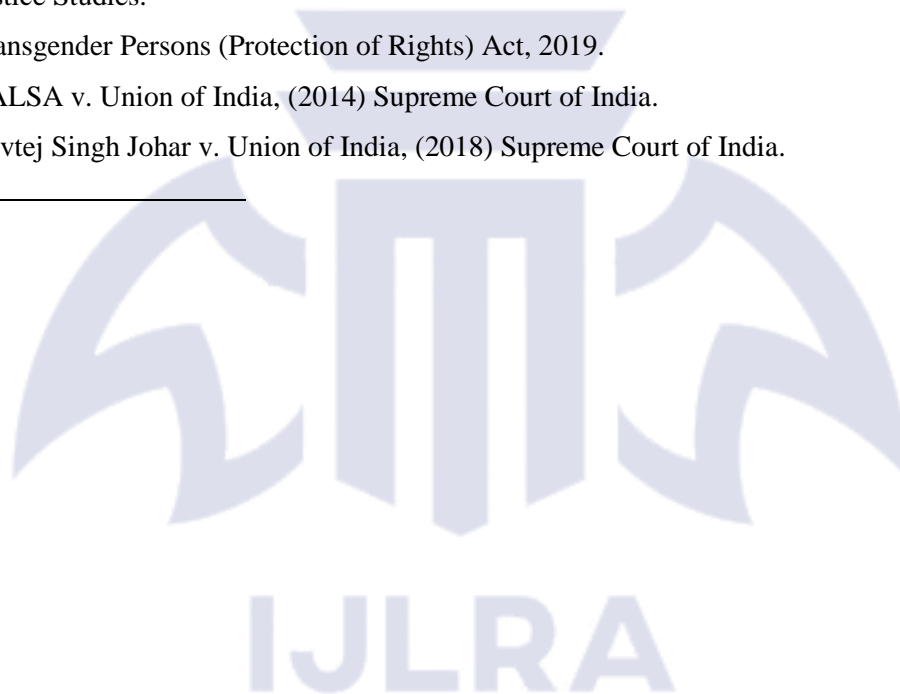 tice Studies.
ansgender Persons (Protection of Rights) Act, 2019.
ALSA v. Union of India, (2014) Supreme Court of India.
vtej Singh Johar v. Union of India, (2018) Supreme Court of India.
IJLRA